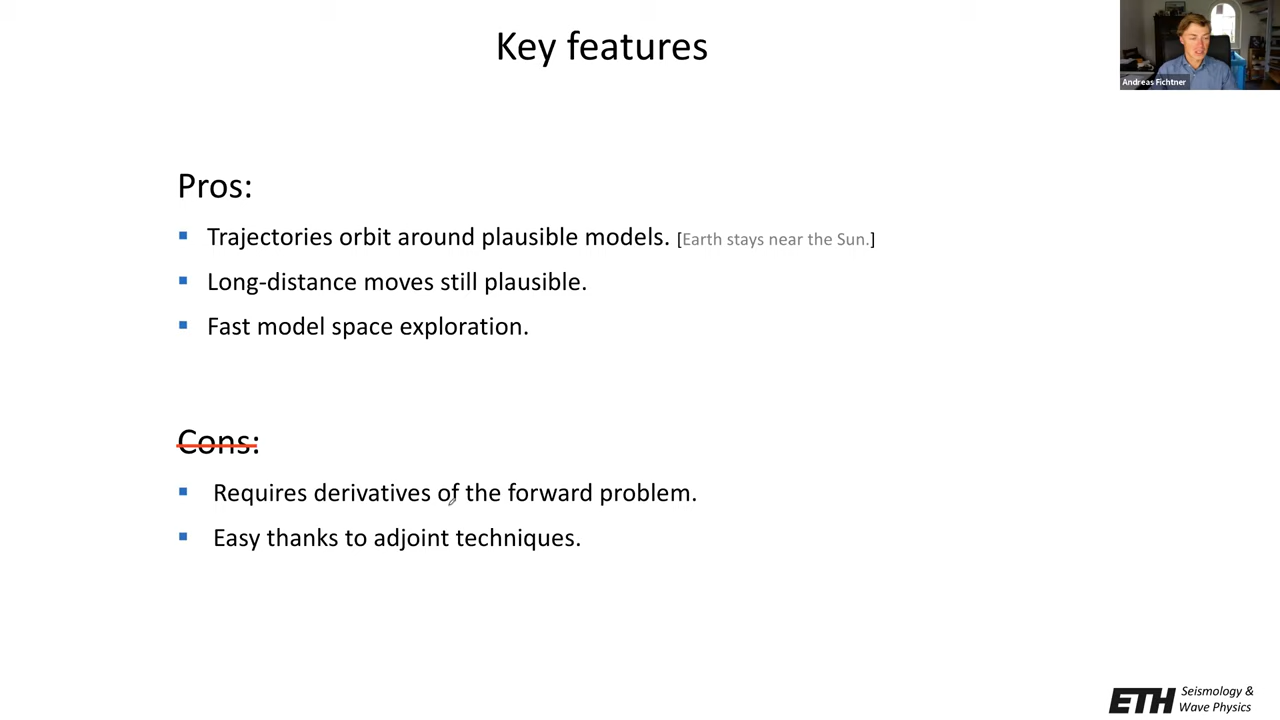 Key features
Andreas Fichtner
Pros:
Trajectories orbit around plausible models. [Earth stays near the Sun.]
Long-distance moves still plausible.
Fast model space exploration.
Cons:
Requires derivatives of the forward problem.
Easy thanks to adjoint techniques.
ETH Seismology &
Wave Physics